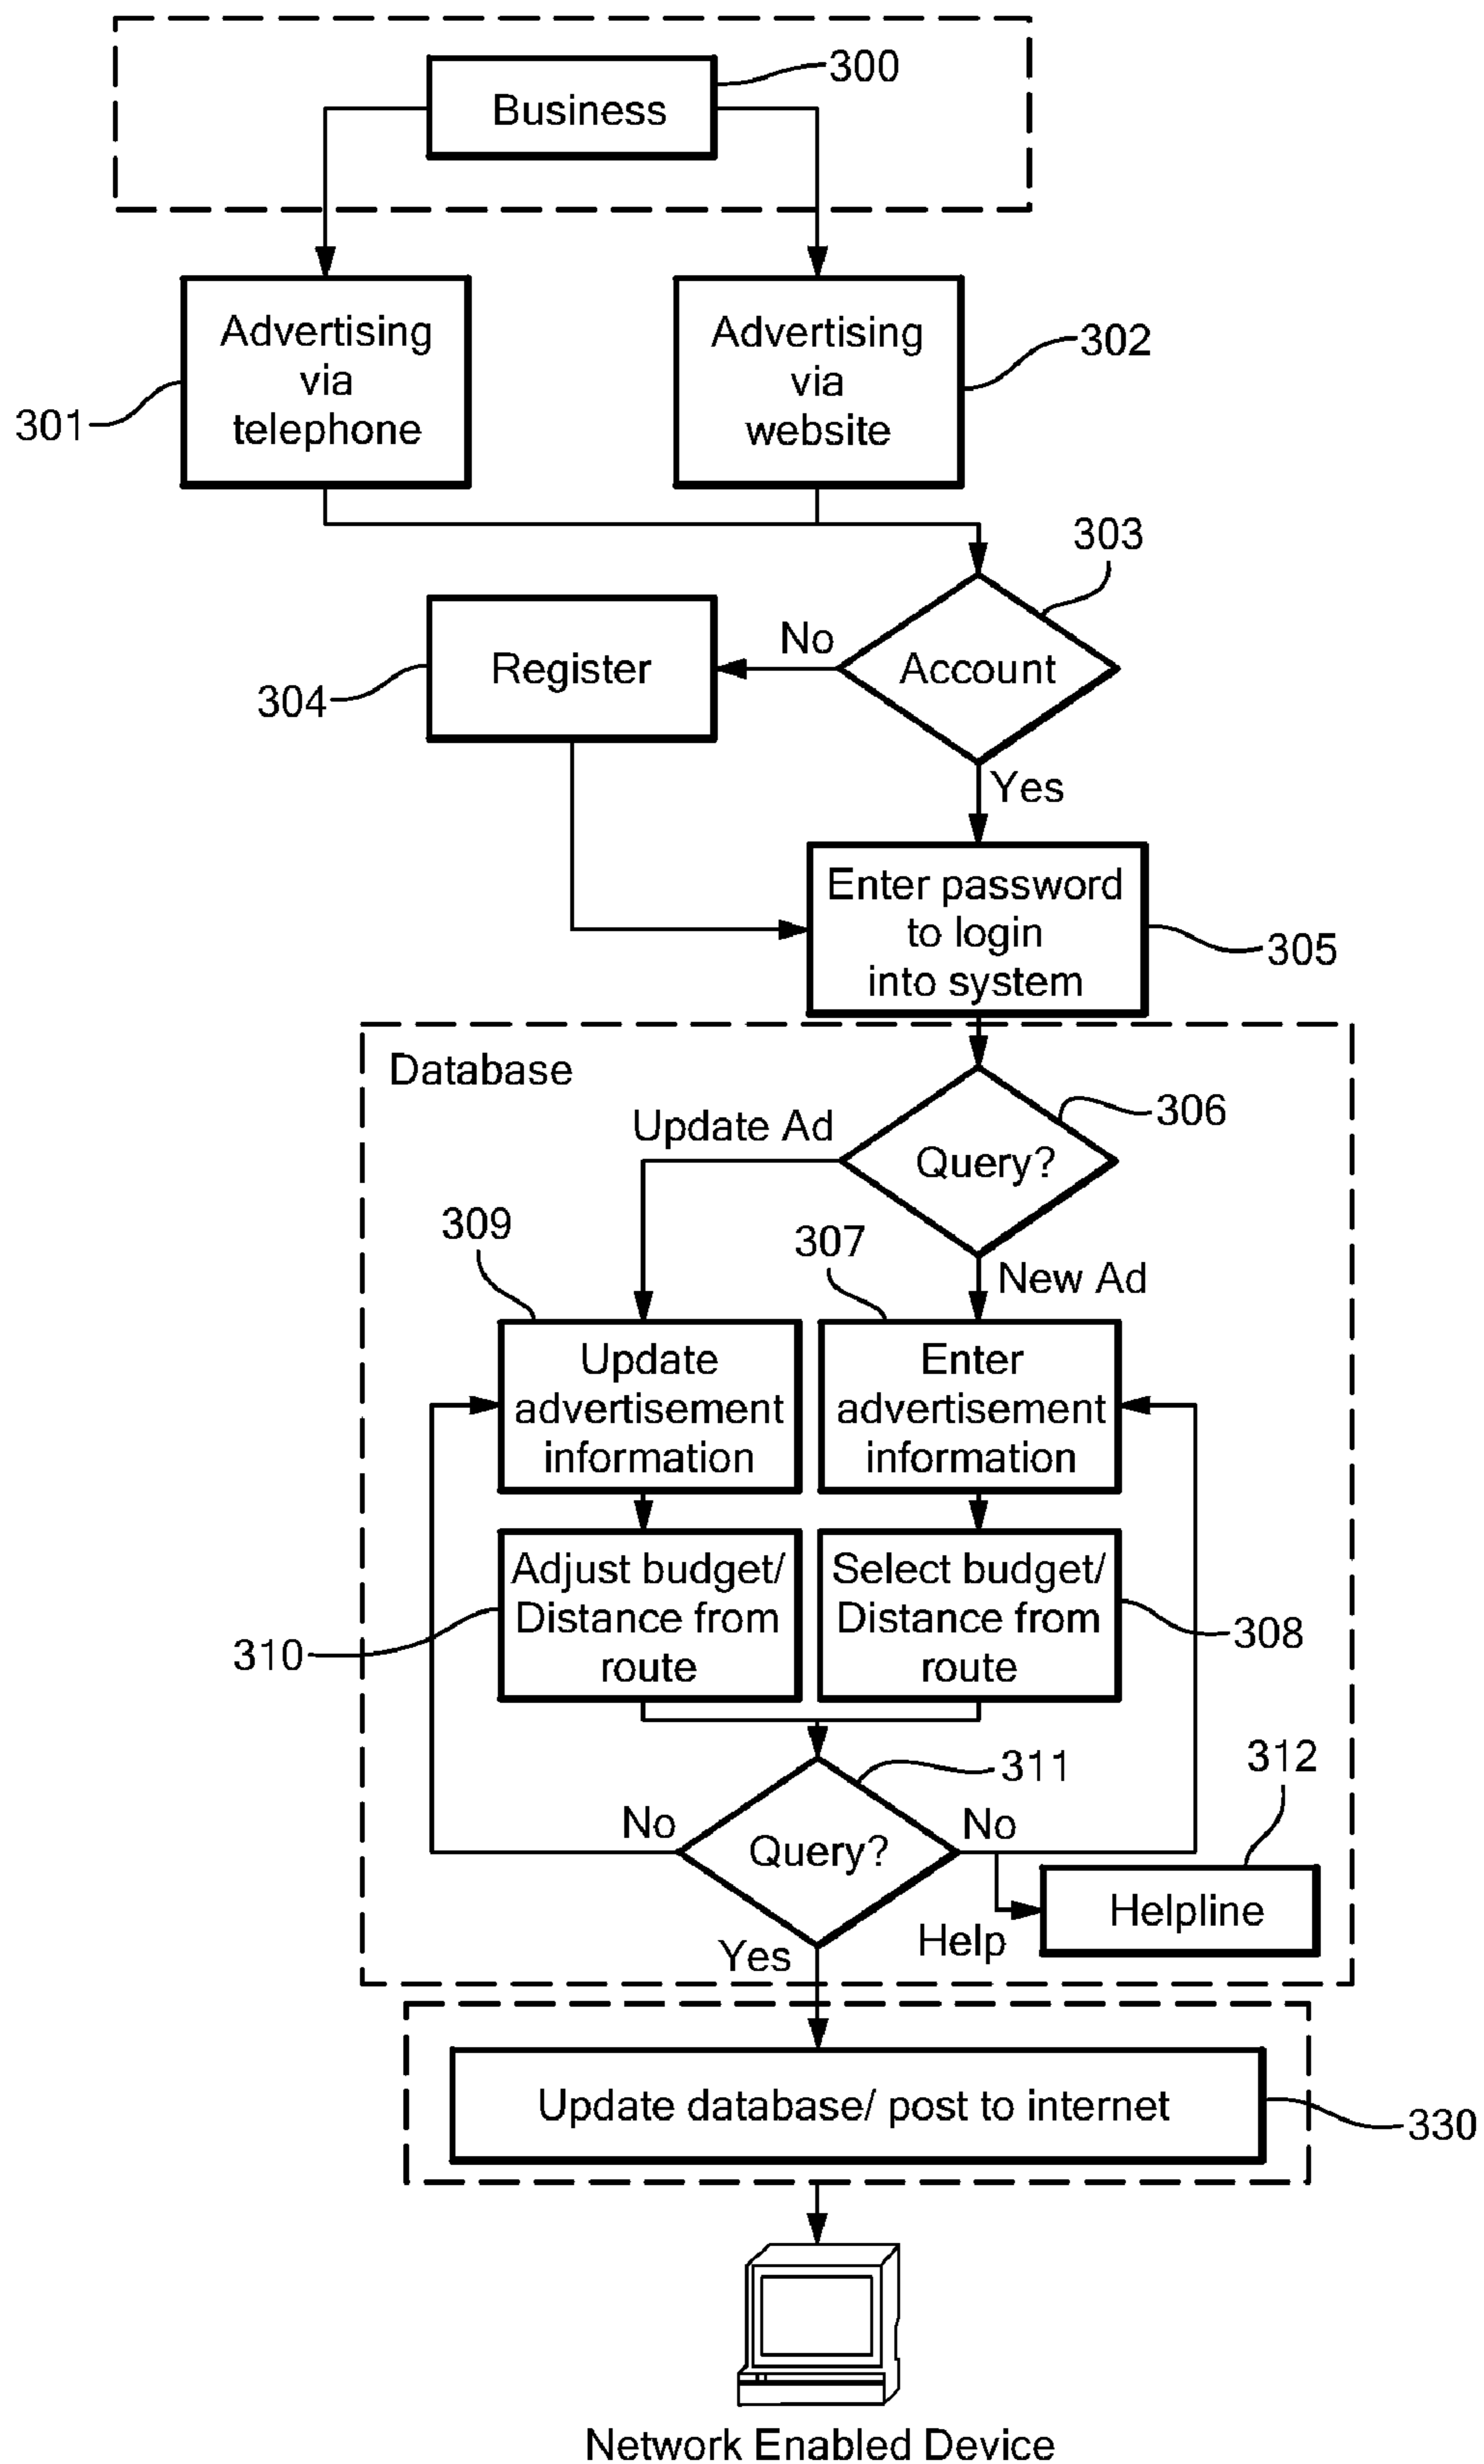 300
Business
Advertising
via
telephone
301
Advertising
via
website
302
303
Account
No
Register
304
Yes
Enter password
to login
into system
305
Database
306
Query?
Update Ad
New Ad
309
307
Update
advertisement
information
Enter
advertisement
information
Adjust budget/
Distance from
route
310
Select budget/
Distance from
route
308
311
312
No
Query?
No
Helpline
Help
Yes
Update database/ post to internet
330
Network Enabled Device